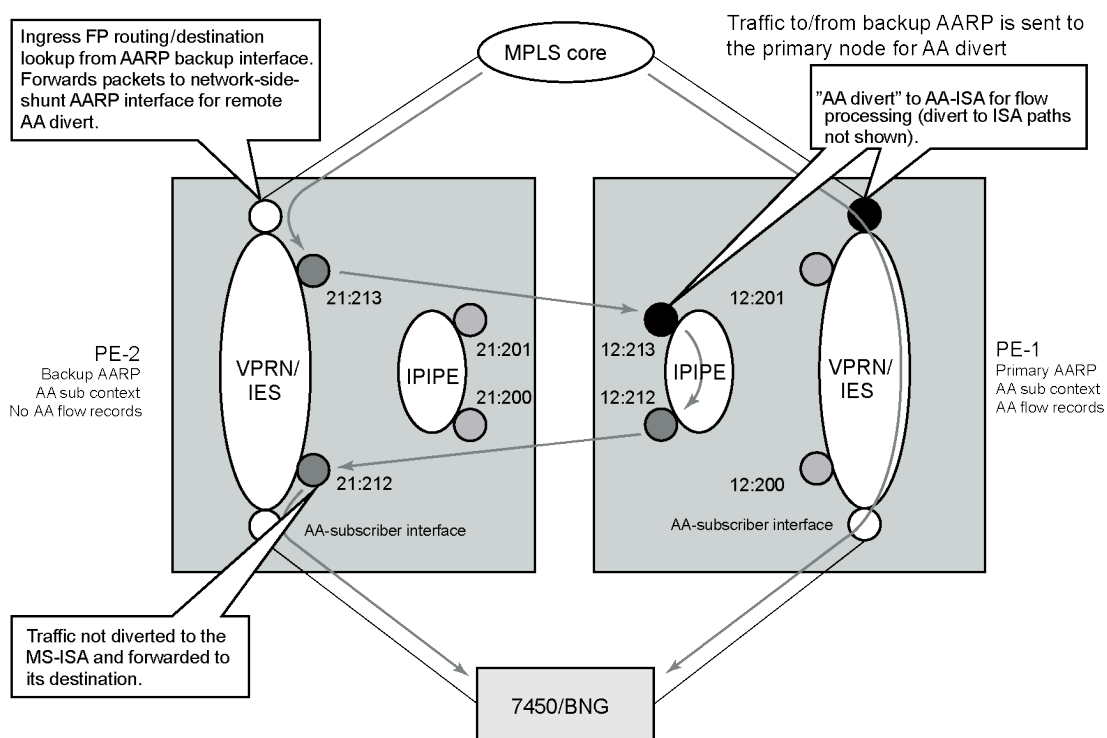 Ingress FP routing/destination
lookup from AARP backup interface.
Forwards packets to network-side-
shunt AARP interface for remote
AA divert.
MPLS core
Traffic to/from backup AARP is sent to
the primary node for AA divert
”AA divert" to AA-ISA for flow
processing (divert to ISA paths
not shown).
21:213
12:201
21:201
12:213
PE-2
Backup AARP
AA sub context
No AA flow records
VPRN/
IES
IPIPE
IPIPE
VPRN/
IES
PE-1
Primary AARP
AA sub context
AA flow records
21:200
12:212
21:212
12:200
AA-subscriber interface
AA-subscriber interface
Traffic not diverted to the
MS-ISA and forwarded to
its destination.
7450/BNG